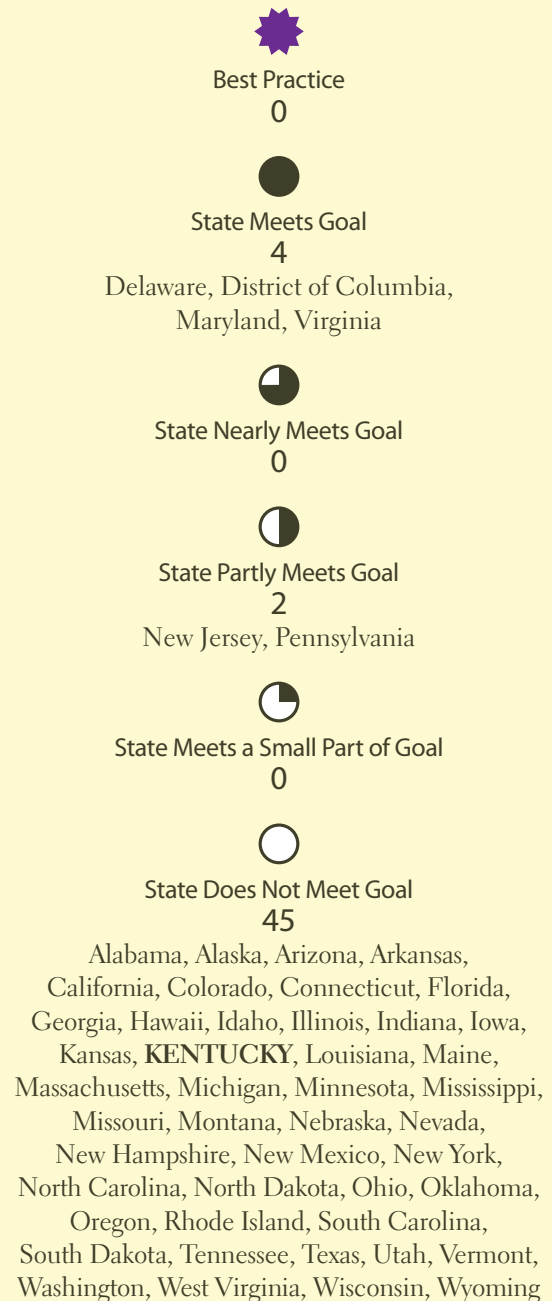 Best Practice
0
State Meets Goal
4
Delaware, District of Columbia,
Maryland, Virginia
State Nearly Meets Goal
0
State Partly Meets Goal
2
New Jersey, Pennsylvania
State Meets a Small Part of Goal
0
State Does Not Meet Goal
45
Alabama, Alaska, Arizona, Arkansas,
California, Colorado, Connecticut, Florida,
Georgia, Hawaii, Idaho, Illinois, Indiana, Iowa,
Kansas, KENTUCKY, Louisiana, Maine,
Massachusetts, Michigan, Minnesota, Mississippi,
Missouri, Montana, Nebraska, Nevada,
New Hampshire, New Mexico, New York,
North Carolina, North Dakota, Ohio, Oklahoma,
Oregon, Rhode Island, South Carolina,
South Dakota, Tennessee, Texas, Utah, Vermont,
Washington, West Virginia, Wisconsin, Wyoming